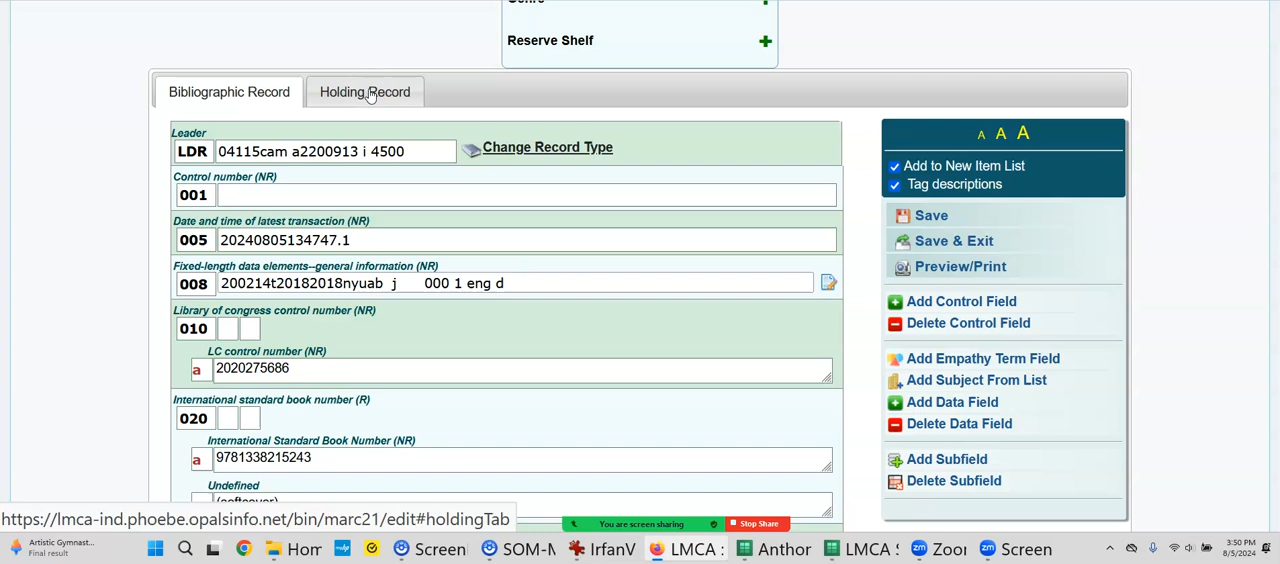 Reserve Shelf
Bibliographic Record
Holding Record
Leader
LDR 04115cam a2200913 i 4500
Change Record Type
Control number (NR)
001
Date and time of latest transaction (NR)
005 20240805134747.1
Fixed-length data elements--general information (NR)
008 200214t20182018nyuab j 000 1 eng d
Library of congress control number (NR)
010
LC control number (NR)
a 2020275686
International standard book number (R)
020
International Standard Book Number (NR)
a 9781338215243
Undefined
(softcover)
A A A
Add to New Item List
Tag descriptions
Save
Save & Exit
Preview/Print
Add Control Field
Delete Control Field
Add Empathy Term Field
Add Subject From List
Add Data Field
Delete Data Field
Add Subfield
Delete Subfield
https://lmca-ind.phoebe.opalsinfo.net/bin/marc21/edit#holdingTab
You are screen sharing
Stop Share
Artistic Gymnast...
Final result
Hom
Screen
SOM-M
IrfanV
LMCA :
Anthor
LMCA S
Zoor
Screen
3:50 PM
8/5/2024